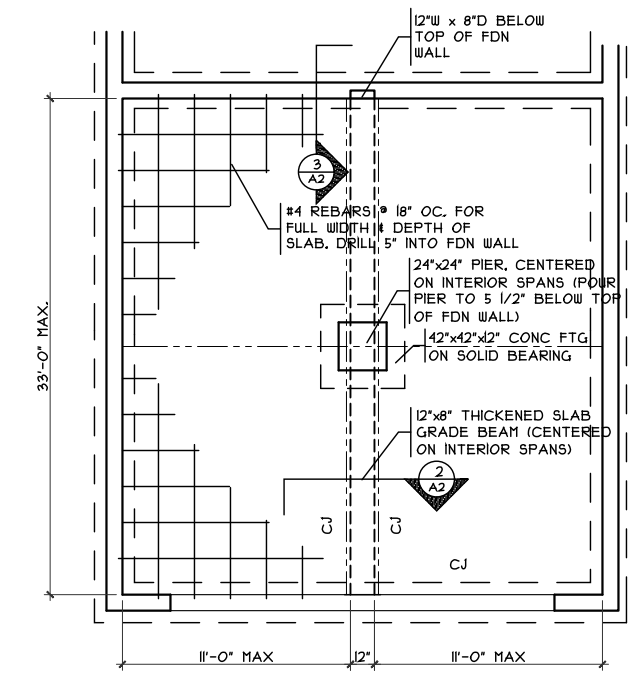 12"W x 8"D BELOW
TOP OF FDN
WALL
3
A2
#4 REBARS @ 18" OC. FOR
FULL WIDTH & DEPTH OF
SLAB. DRILL 5" INTO FDN WALL
24"x24" PIER. CENTERED
ON INTERIOR SPANS (POUR
PIER TO 5 1/2" BELOW TOP
OF FDN WALL)
42"x42"x12" CONC FTG
ON SOLID BEARING
33'-0" MAX.
12"x8" THICKENED SLAB
GRADE BEAM (CENTERED
ON INTERIOR SPANS)
2
A2
CJ
CJ
CJ
11'-0" MAX
12"
11'-0" MAX